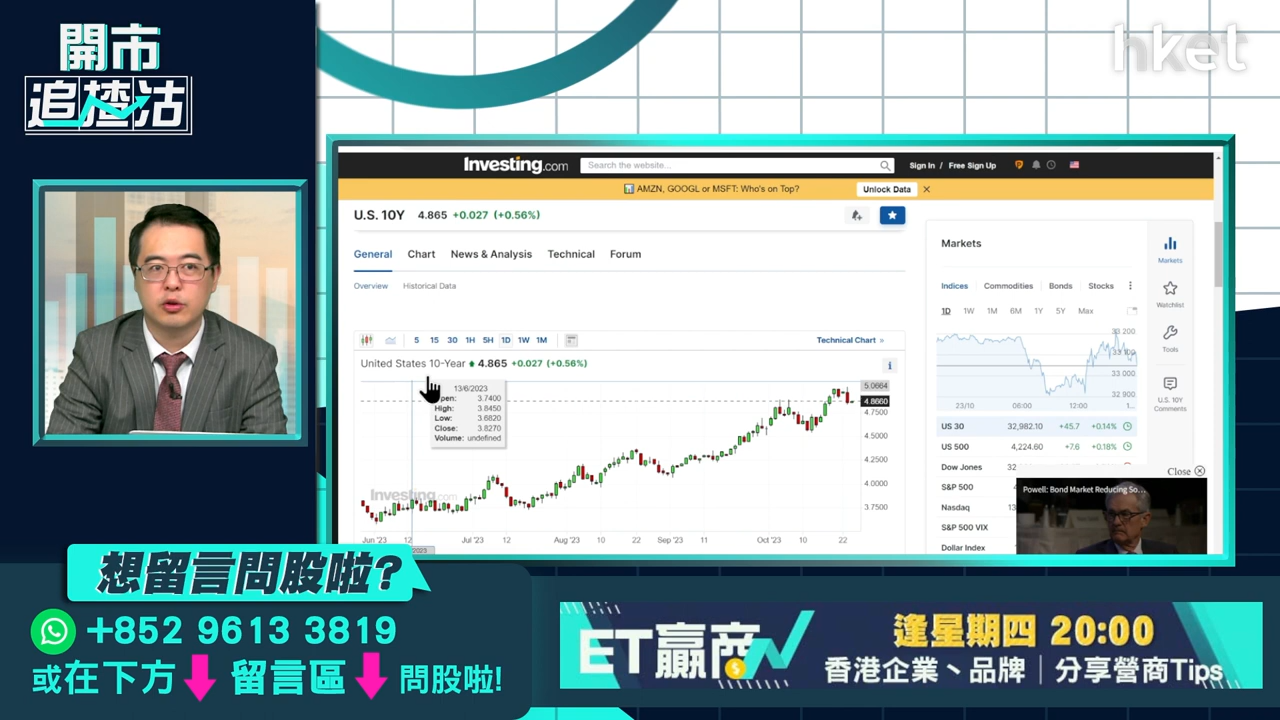 開市
追揸沽
hket
Investing.com
Search the website...
Sign In / Free Sign Up
AMZN, GOOGL or MSFT: Who's on Top?
Unlock Data
U.S. 10Y 4.865 +0.027 (+0.56%)
General Chart News & Analysis Technical Forum
Overview Historical Data
5 15 30 1H 5H 1D 1W 1M
Technical Chart »
United States 10-Year 4.865 +0.027 (+0.56%)
13/6/2023
Open: 3.7400
High: 3.8450
Low: 3.6820
Close: 3.8270
Volume: undefined
5.0664
4.8660
4.7500
4.5000
4.2500
4.0000
3.7500
Investing.com
Jun '23 12 Jul '23 12 Aug '23 10 22 Sep '23 11 Oct '23 10 22
2023
Markets
Indices Commodities Bonds Stocks
1D 1W 1M 6M 1Y 5Y Max
33 200
33 100
33 000
32 900
23/10 06:00 12:00 1...
US 30 32,982.10 +45.7 +0.14%
US 500 4,224.60 +7.6 +0.18%
Dow Jones 32
S&P 500
Nasdaq 13
S&P 500 VIX
Dollar Index
Markets
Watchlist
Tools
U.S. 10Y
Comments
Close
Powell: Bond Market Reducing So...
想留言問股啦?
+852 9613 3819
或在下方 留言區 問股啦!
ET贏商
逢星期四 20:00
香港企業、品牌｜分享營商Tips